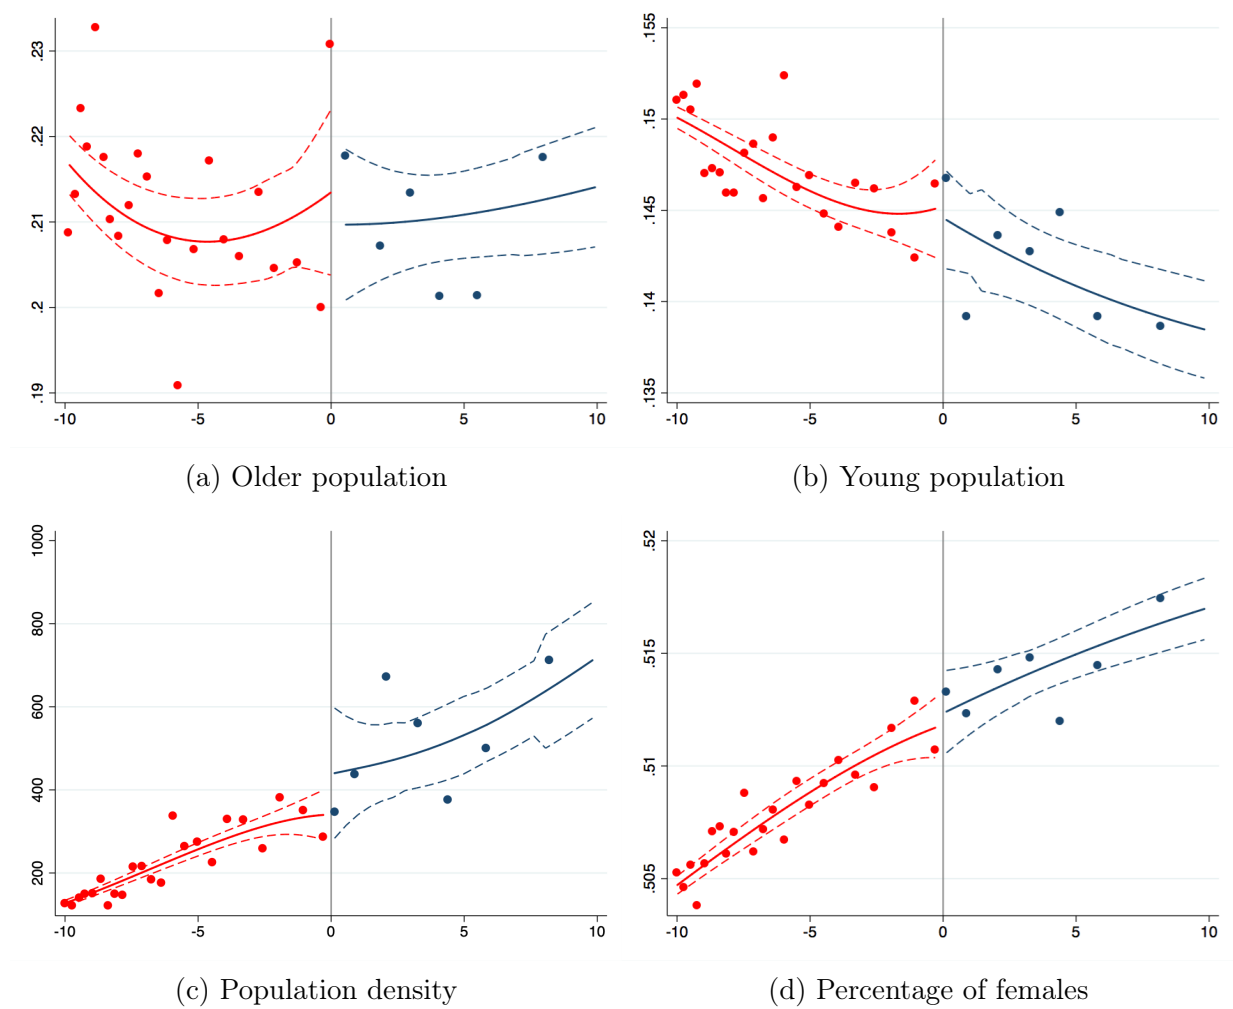 .23
.22
.21
.2
.19
-10 -5 0 5 10
(a) Older population
.155
.15
.145
.14
.135
-10 -5 0 5 10
(b) Young population
1000
800
600
400
200
-10 -5 0 5 10
(c) Population density
.52
.515
.51
.505
-10 -5 0 5 10
(d) Percentage of females